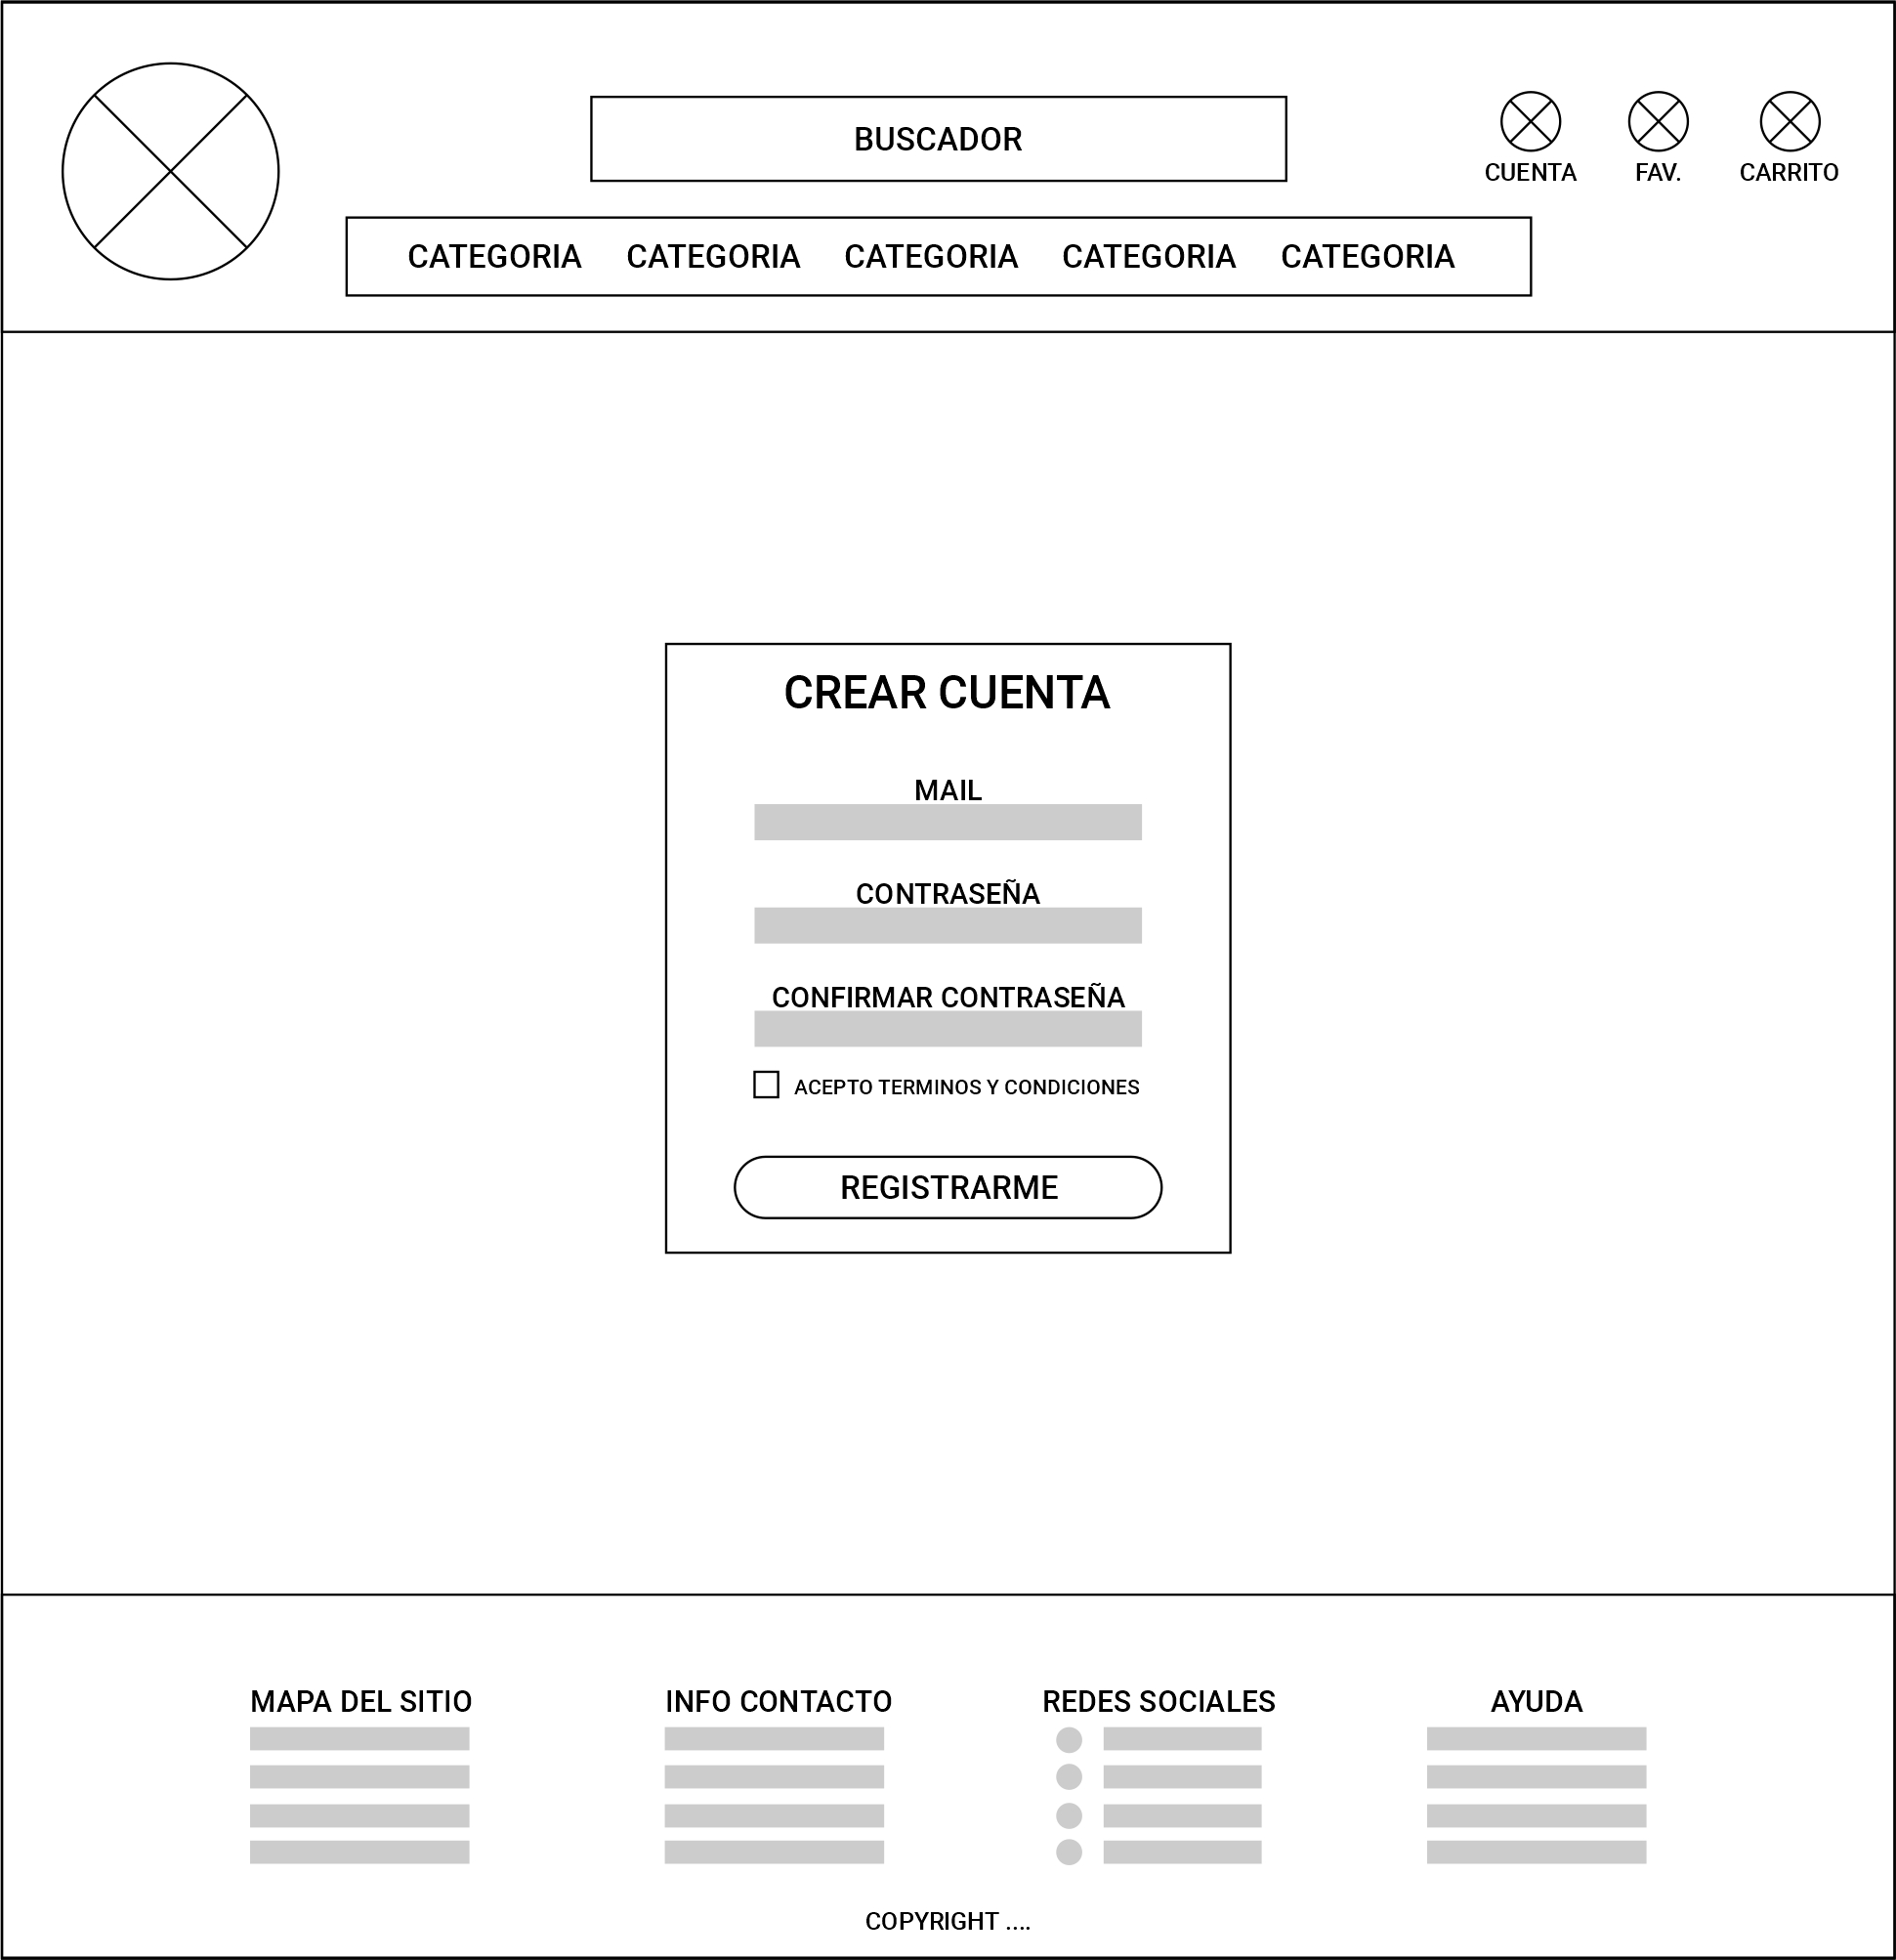 BUSCADOR
CUENTA FAV. CARRITO
CATEGORIA CATEGORIA CATEGORIA CATEGORIA CATEGORIA
CREAR CUENTA
MAIL
CONTRASEÑA
CONFIRMAR CONTRASEÑA
ACEPTO TERMINOS Y CONDICIONES
REGISTRARME
MAPA DEL SITIO INFO CONTACTO REDES SOCIALES AYUDA
COPYRIGHT ....